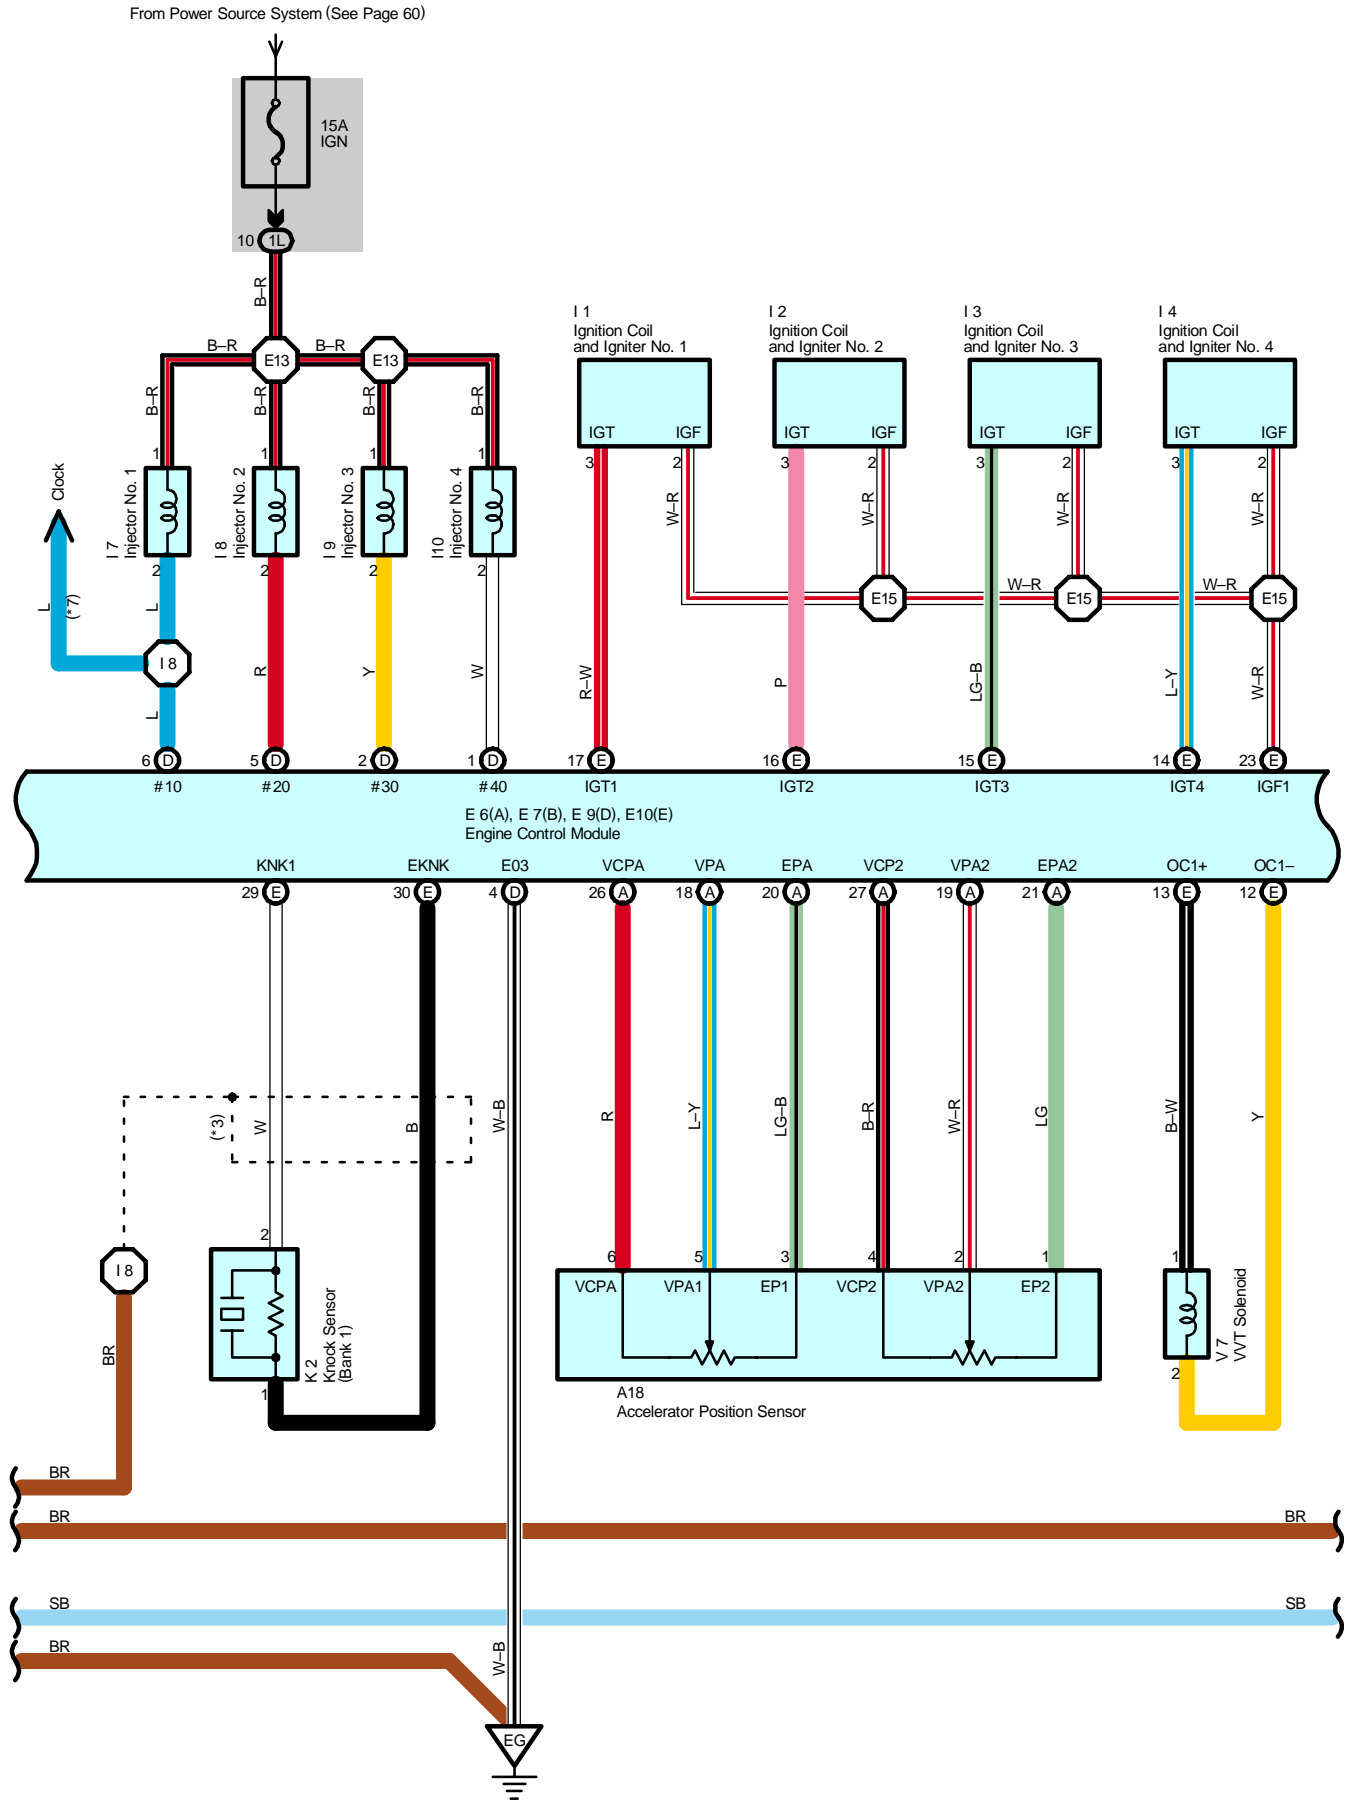 From Power Source System (See Page 60)
15A
IGN
10 1L
B–R
B–R E13 B–R E13
B–R B–R B–R B–R
1 1 1 1
I 7
Injector No. 1
I 8
Injector No. 2
I 9
Injector No. 3
I10
Injector No. 4
2 2 2 2
Clock
L
(*7)
L
I 8
L
R
Y
W
I 1
Ignition Coil
and Igniter No. 1
I 2
Ignition Coil
and Igniter No. 2
I 3
Ignition Coil
and Igniter No. 3
I 4
Ignition Coil
and Igniter No. 4
IGT IGF IGT IGF IGT IGF IGT IGF
3 2 3 2 3 2 3 2
W–R W–R W–R W–R
W–R W–R
E15 E15 E15
R–W P LG–B L–Y W–R
6 D 5 D 2 D 1 D 17 E 16 E 15 E 14 E 23 E
#10 #20 #30 #40 IGT1 IGT2 IGT3 IGT4 IGF1
E 6(A), E 7(B), E 9(D), E10(E)
Engine Control Module
KNK1 EKNK E03 VCPA VPA EPA VCP2 VPA2 EPA2 OC1+ OC1–
29 E 30 E 4 D 26 A 18 A 20 A 27 A 19 A 21 A 13 E 12 E
(*3) W B W–B R L–Y LG–B B–R W–R LG B–W Y
2 6 5 3 4 2 1 1
I 8
VCPA VPA1 EP1 VCP2 VPA2 EP2
K 2
Knock Sensor
(Bank 1)
V 7
VVT Solenoid
BR
1 2
A18
Accelerator Position Sensor
BR
BR BR
SB SB
BR
W–B
EG